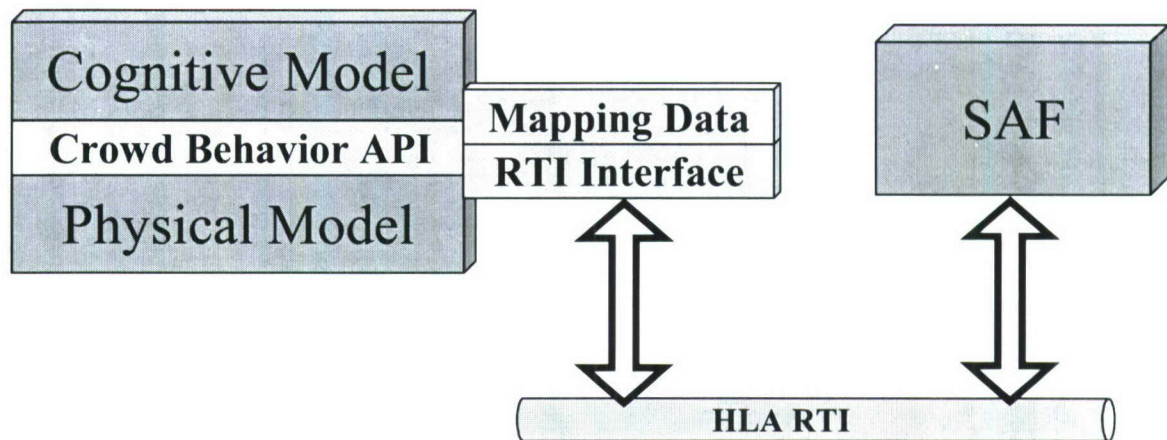 Cognitive Model
Crowd Behavior API
Physical Model
Mapping Data
RTI Interface
SAF
HLA RTI